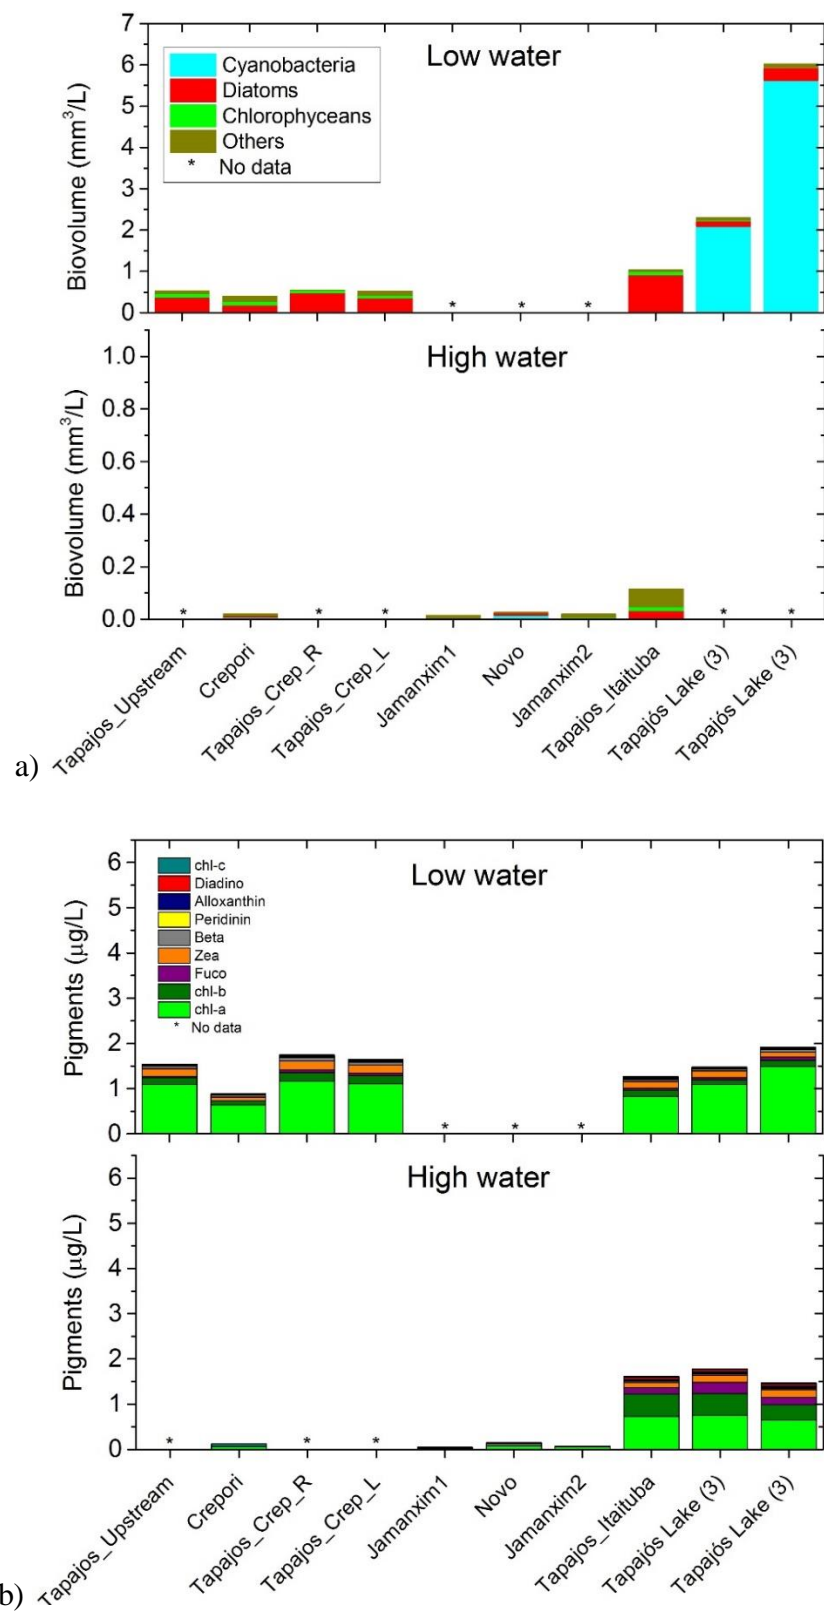 7
6
5
4
3
2
1
0
Biovolume (mm³/L)
Low water
Cyanobacteria
Diatoms
Chlorophyceans
Others
* No data
* * *
1.0
0.8
0.6
0.4
0.2
0.0
Biovolume (mm³/L)
High water
* * * * *
Tapajos_Upstream
Crepori
Tapajos_Crep_R
Tapajos_Crep_L
Jamanxim1
Novo
Jamanxim2
Tapajos_Itaituba
Tapajós Lake (3)
Tapajós Lake (3)
a)
6
5
4
3
2
1
0
Pigments (µg/L)
Low water
chl-c
Diadino
Alloxanthin
Peridinin
Beta
Zea
Fuco
chl-b
chl-a
* No data
* * *
6
5
4
3
2
1
0
Pigments (µg/L)
High water
* * *
Tapajos_Upstream
Crepori
Tapajos_Crep_R
Tapajos_Crep_L
Jamanxim1
Novo
Jamanxim2
Tapajos_Itaituba
Tapajós Lake (3)
Tapajós Lake (3)
b)